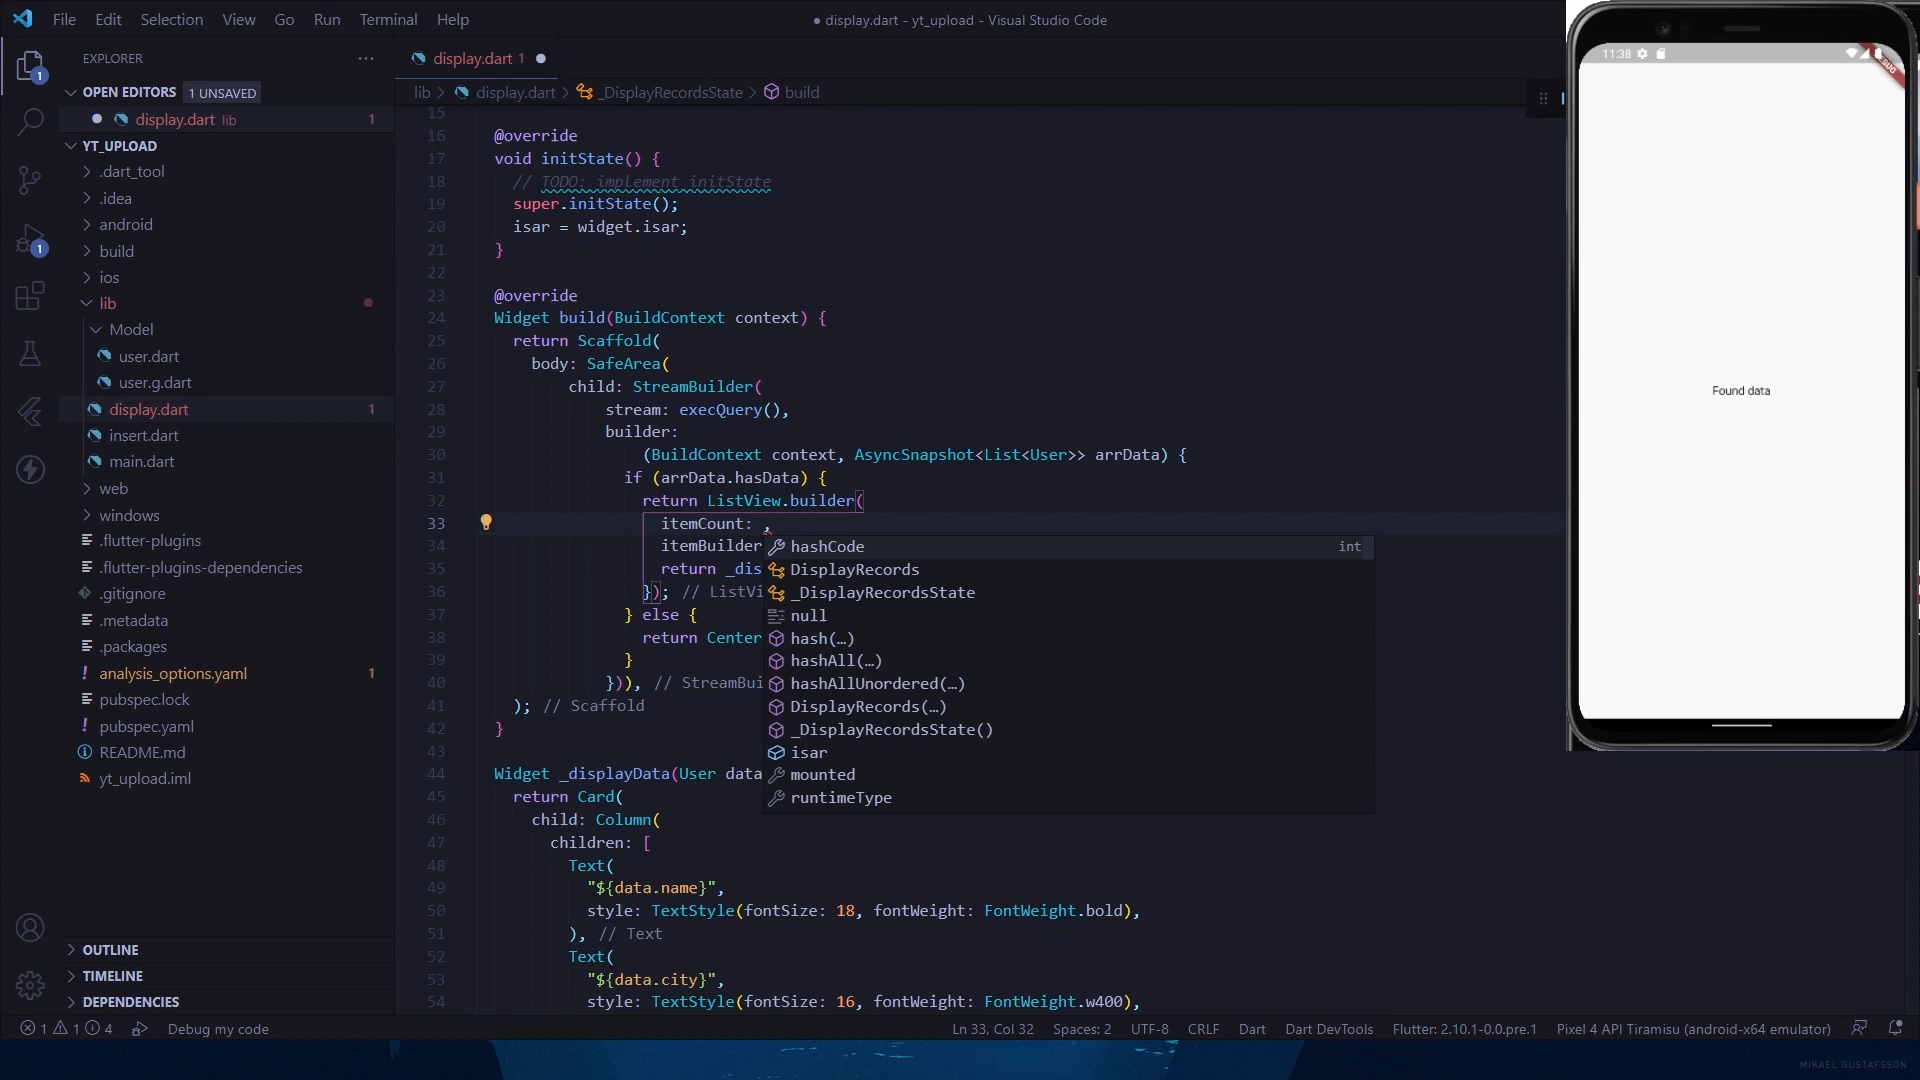 File Edit Selection View Go Run Terminal Help
● display.dart - yt_upload - Visual Studio Code
EXPLORER
OPEN EDITORS 1 UNSAVED
display.dart lib 1
YT_UPLOAD
.dart_tool
.idea
android
build
ios
lib
Model
user.dart
user.g.dart
display.dart 1
insert.dart
main.dart
web
windows
.flutter-plugins
.flutter-plugins-dependencies
.gitignore
.metadata
.packages
analysis_options.yaml 1
pubspec.lock
pubspec.yaml
README.md
yt_upload.iml
OUTLINE
TIMELINE
DEPENDENCIES
1
1
display.dart 1
lib > display.dart > _DisplayRecordsState > build
15
16 @override
17 void initState() {
18 // TODO: implement initState
19 super.initState();
20 isar = widget.isar;
21 }
22
23 @override
24 Widget build(BuildContext context) {
25 return Scaffold(
26 body: SafeArea(
27 child: StreamBuilder(
28 stream: execQuery(),
29 builder:
30 (BuildContext context, AsyncSnapshot<List<User>> arrData) {
31 if (arrData.hasData) {
32 return ListView.builder(
33 itemCount: ,
34 itemBuilder
35 return _dis
36 }); // ListVi
37 } else {
38 return Center
39 }
40 })), // StreamBui
41 ); // Scaffold
42 }
43
44 Widget _displayData(User data
45 return Card(
46 child: Column(
47 children: [
48 Text(
49 "${data.name}",
50 style: TextStyle(fontSize: 18, fontWeight: FontWeight.bold),
51 ), // Text
52 Text(
53 "${data.city}",
54 style: TextStyle(fontSize: 16, fontWeight: FontWeight.w400),
hashCode int
DisplayRecords
_DisplayRecordsState
null
hash(…)
hashAll(…)
hashAllUnordered(…)
DisplayRecords(…)
_DisplayRecordsState()
isar
mounted
runtimeType
11:38
Found data
1 1 4 Debug my code
Ln 33, Col 32 Spaces: 2 UTF-8 CRLF Dart Dart DevTools Flutter: 2.10.1-0.0.pre.1 Pixel 4 API Tiramisu (android-x64 emulator)
MIKAEL GUSTAFSSON